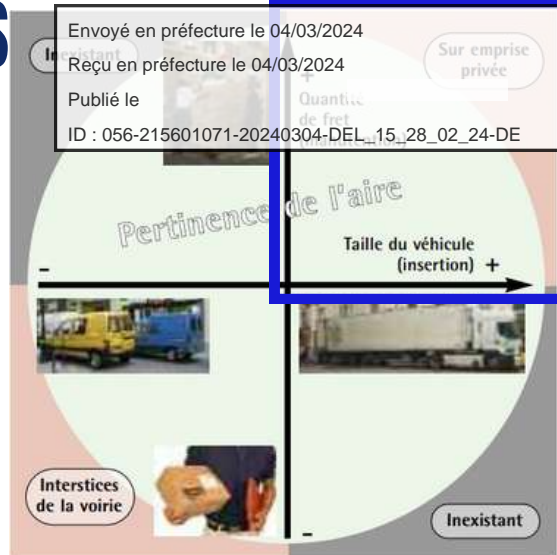 S
Envoyé en préfecture le 04/03/2024
Reçu en préfecture le 04/03/2024
Publié le
ID : 056-215601071-20240304-DEL_15_28_02_24-DE
Inexistant
Sur emprise
privée
+
Quantité
de fret
(manutention)
Pertinence de l'aire
Taille du véhicule
(insertion) +
-
Interstices
de la voirie
-
Inexistant